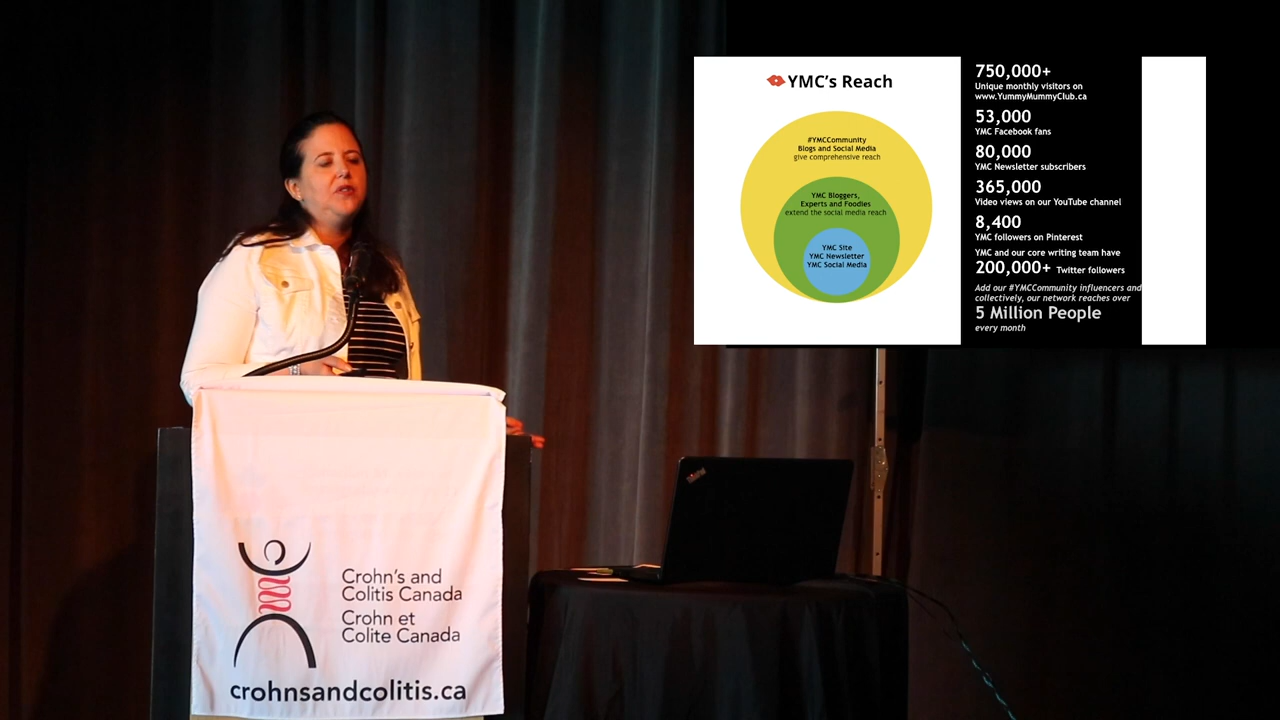 YMC's Reach
#YMCCommunity
Blogs and Social Media
give comprehensive reach
YMC Bloggers,
Experts and Foodies
extend the social media reach
YMC Site
YMC Newsletter
YMC Social Media
750,000+
Unique monthly visitors on
www.YummyMummyClub.ca
53,000
YMC Facebook fans
80,000
YMC Newsletter subscribers
365,000
Video views on our YouTube channel
8,400
YMC followers on Pinterest
YMC and our core writing team have
200,000+ Twitter followers
Add our #YMCCommunity influencers and
collectively, our network reaches over
5 Million People
every month
Crohn's and
Colitis Canada
Crohn et
Colite Canada
crohnsandcolitis.ca